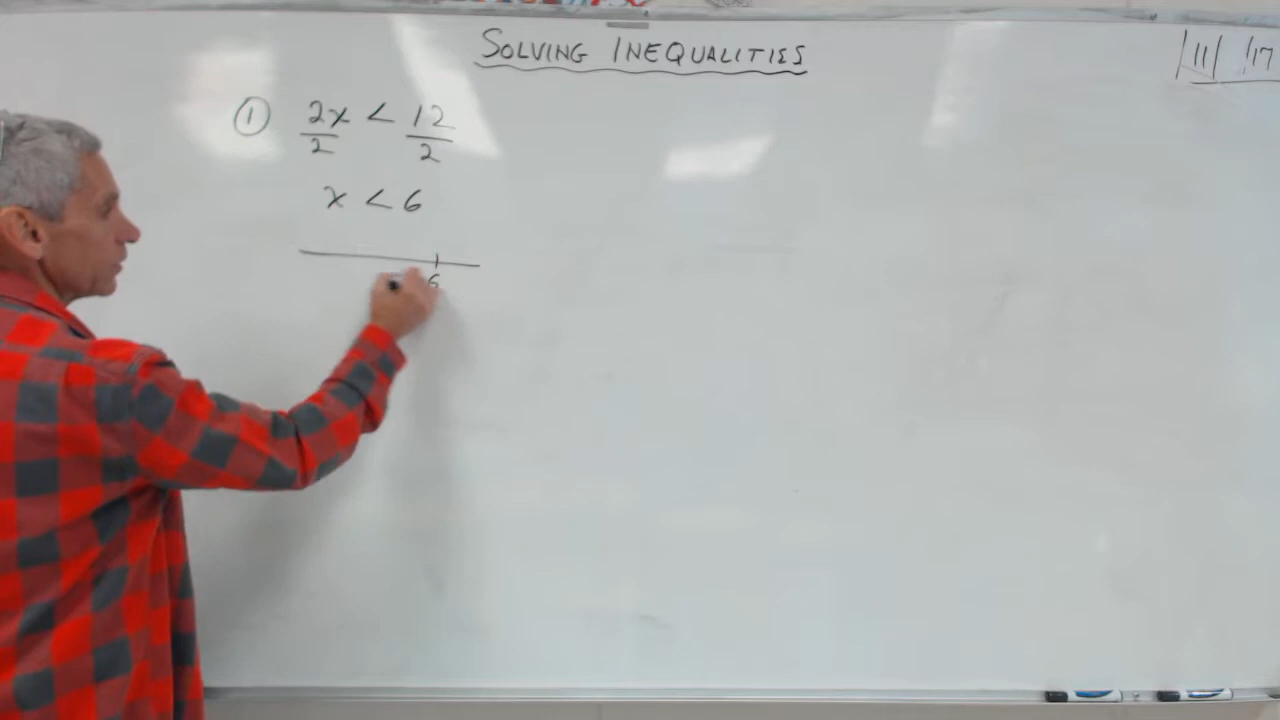 SOLVING INEQUALITIES
11 17
① 2x < 12
2 2
x < 6
6